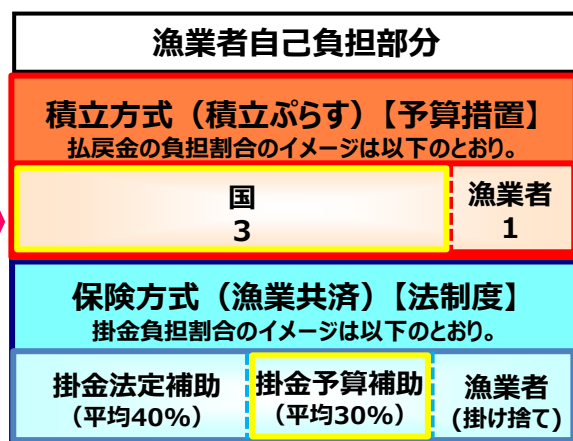 漁業者自己負担部分
積立方式（積立ぷらす）【予算措置】
払戻金の負担割合のイメージは以下のとおり。
国
3
漁業者
1
保険方式（漁業共済）【法制度】
掛金負担割合のイメージは以下のとおり。
掛金法定補助
（平均40%）
掛金予算補助
（平均30%）
漁業者
(掛け捨て)